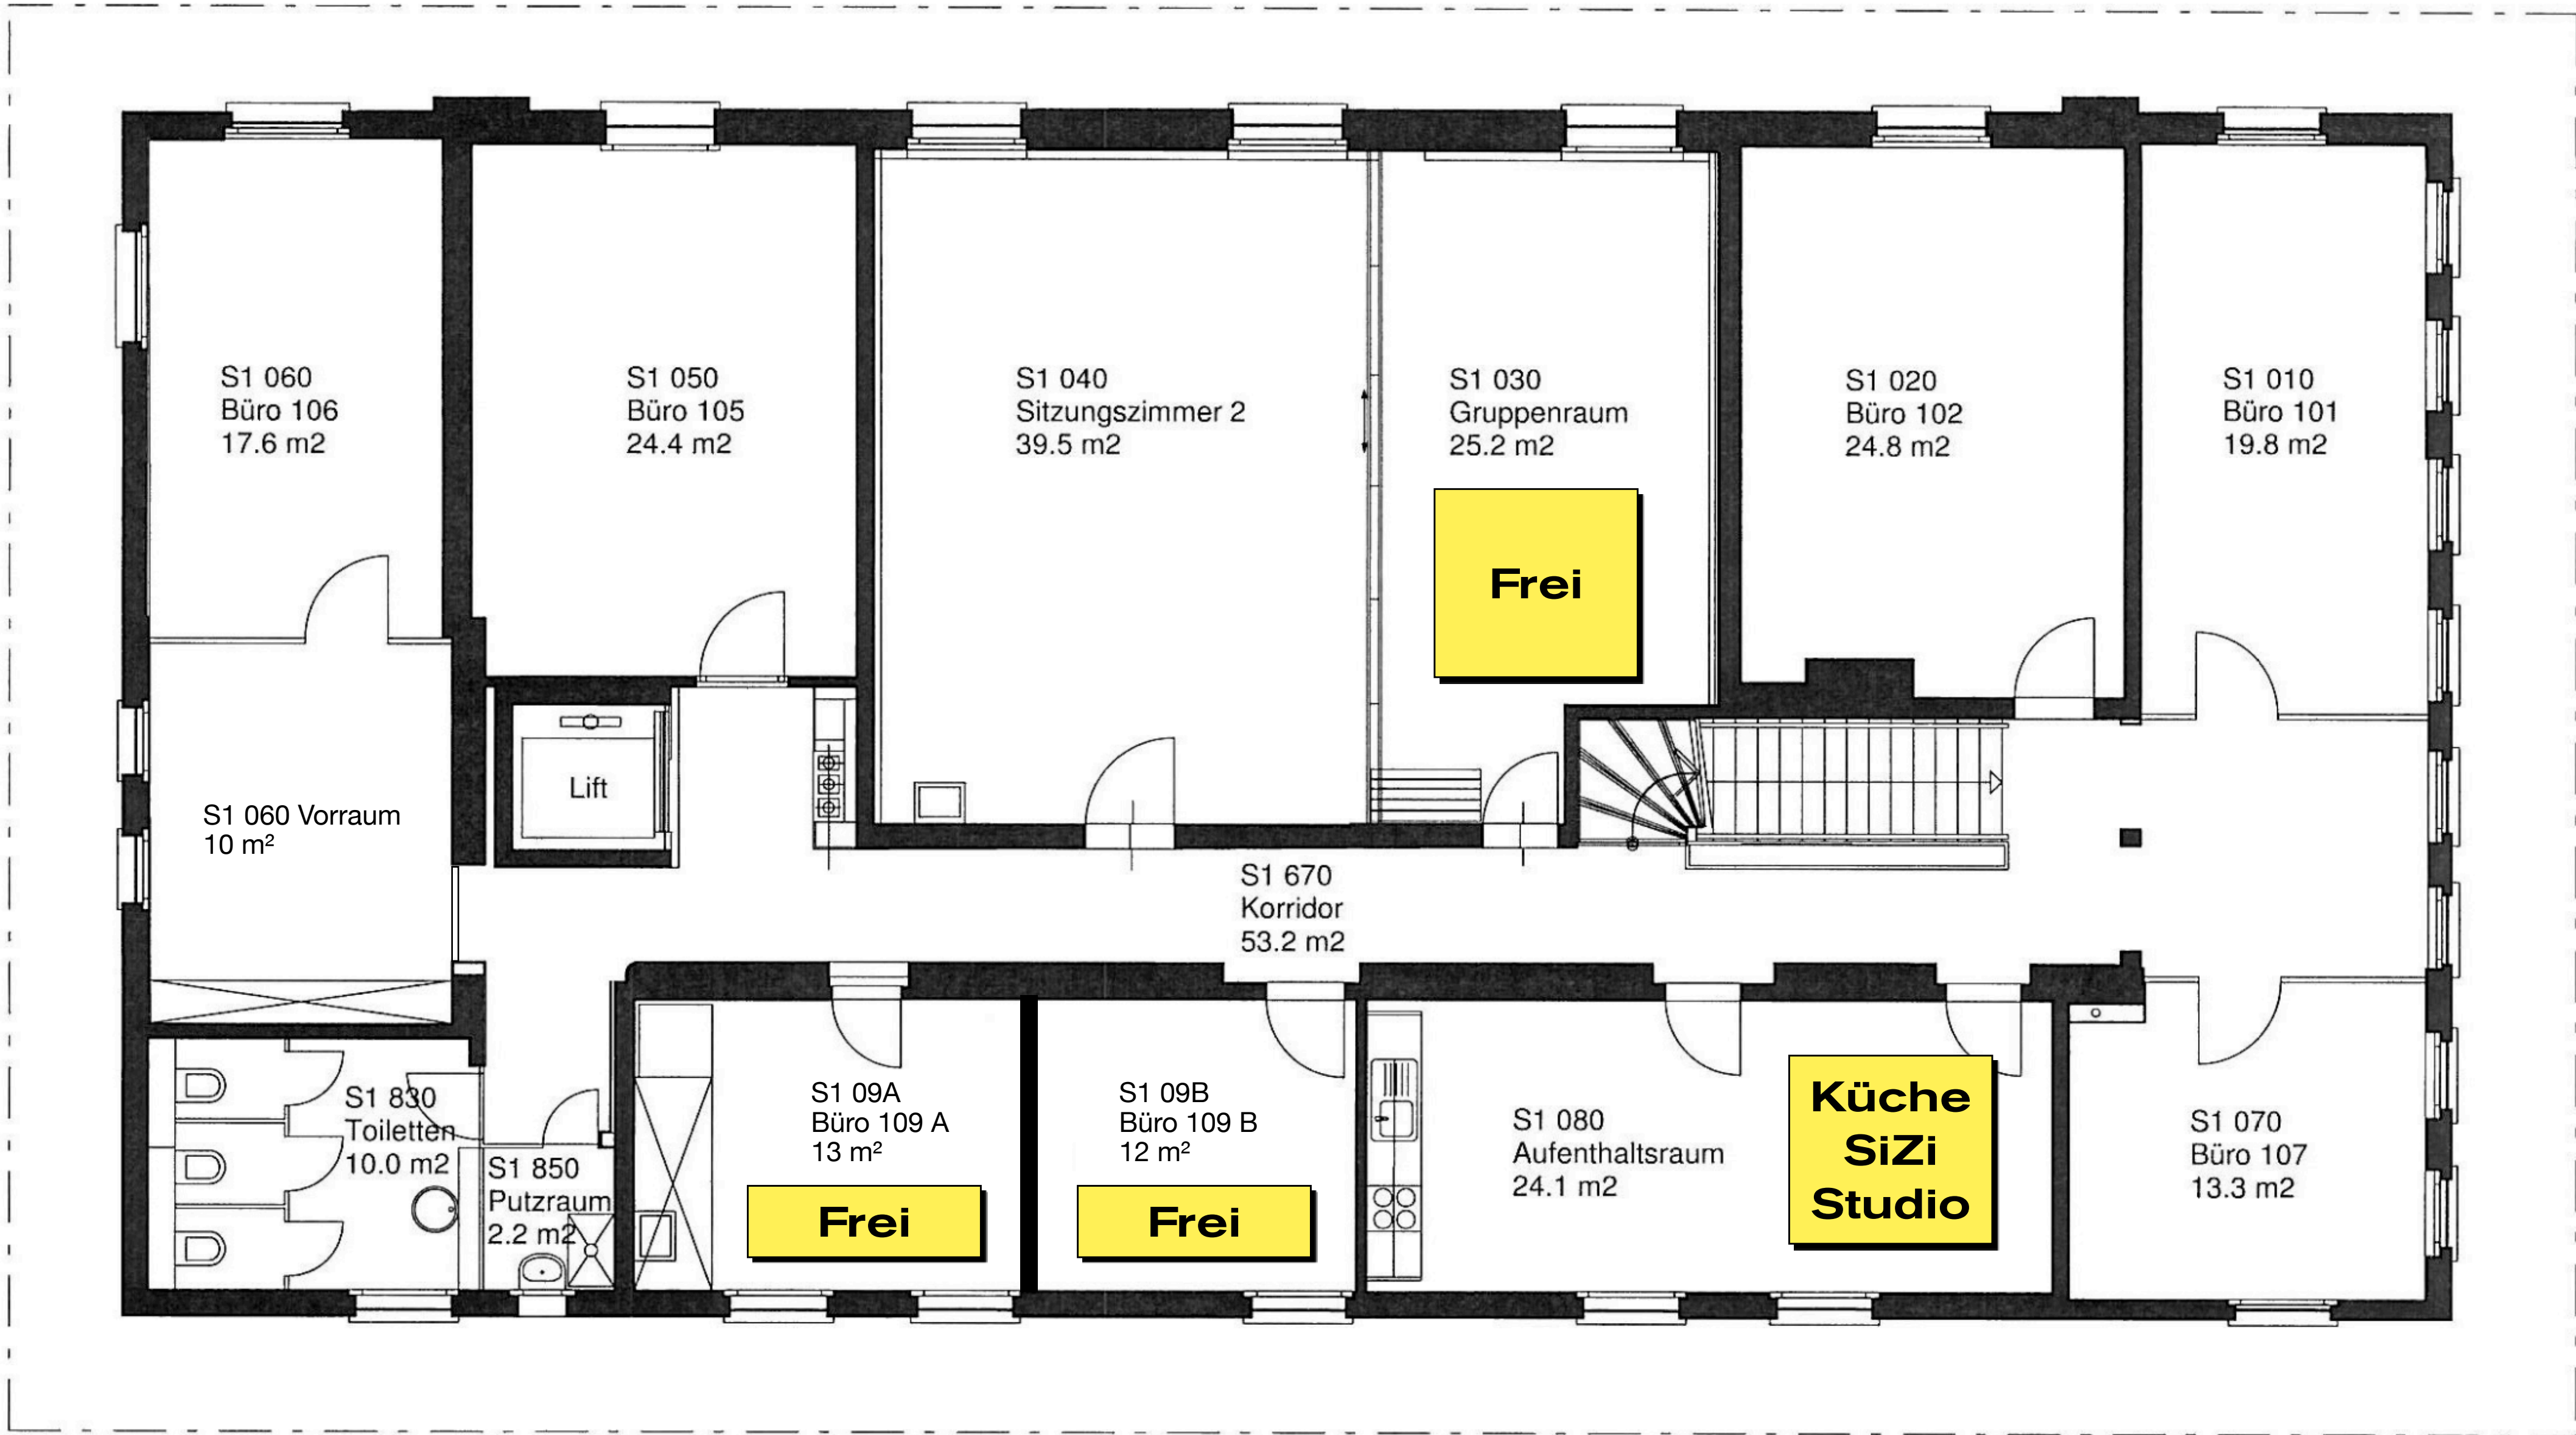 S1 060
Büro 106
17.6 m2
S1 050
Büro 105
24.4 m2
S1 040
Sitzungszimmer 2
39.5 m2
S1 030
Gruppenraum
25.2 m2
Frei
S1 020
Büro 102
24.8 m2
S1 010
Büro 101
19.8 m2
S1 060 Vorraum
10 m²
Lift
S1 670
Korridor
53.2 m2
S1 830
Toiletten
10.0 m2
S1 850
Putzraum
2.2 m2
S1 09A
Büro 109 A
13 m²
Frei
S1 09B
Büro 109 B
12 m²
Frei
S1 080
Aufenthaltsraum
24.1 m2
Küche
SiZi
Studio
S1 070
Büro 107
13.3 m2